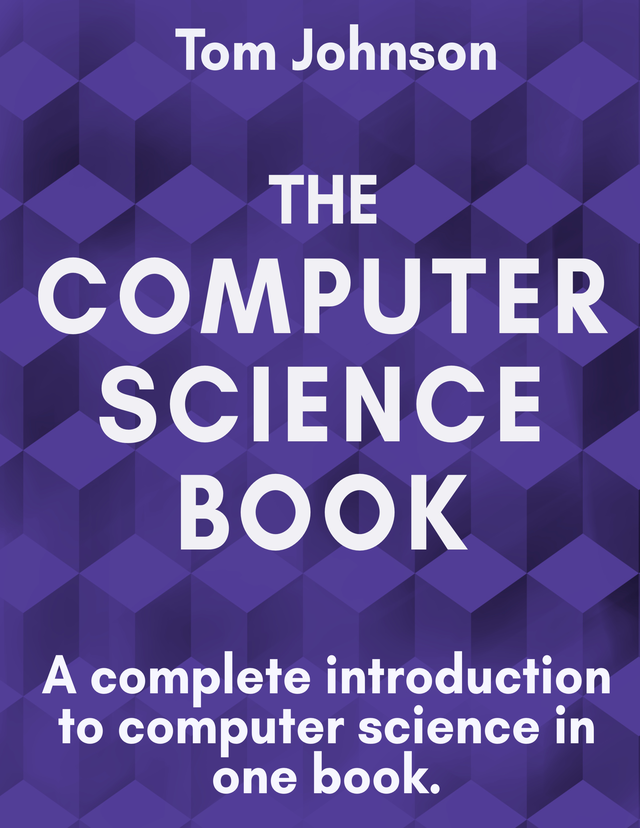 Tom Johnson
THE
COMPUTER
SCIENCE
BOOK
A complete introduction
to computer science in
one book.